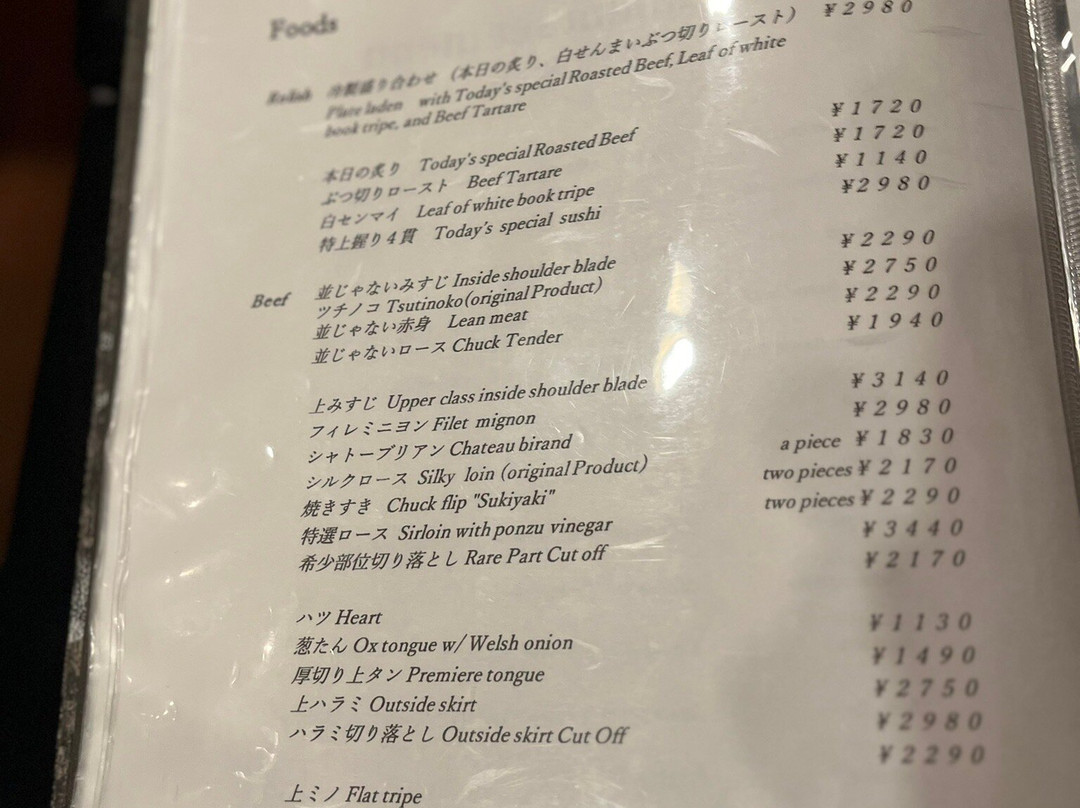 Foods
Relish 冷製盛り合わせ （本日の炙り、白せんまいぶつ切りロースト） ￥2980
Plate laden with Today's special Roasted Beef, Leaf of white
book tripe, and Beef Tartare
本日の炙り Today's special Roasted Beef ￥1720
ぶつ切りロースト Beef Tartare ￥1720
白センマイ Leaf of white book tripe ￥1140
特上握り４貫 Today's special sushi ￥2980
Beef 並じゃないみすじ Inside shoulder blade ￥2290
ツチノコ Tsutinoko(original Product) ￥2750
並じゃない赤身 Lean meat ￥2290
並じゃないロース Chuck Tender ￥1940
上みすじ Upper class inside shoulder blade ￥3140
フィレミニヨン Filet mignon ￥2980
シャトーブリアン Chateau birand a piece ￥1830
シルクロース Silky loin (original Product) two pieces ￥2170
焼きすき Chuck flip "Sukiyaki" two pieces ￥2290
特選ロース Sirloin with ponzu vinegar ￥3440
希少部位切り落とし Rare Part Cut off ￥2170
ハツ Heart ￥1130
葱たん Ox tongue w/ Welsh onion ￥1490
厚切り上タン Premiere tongue ￥2750
上ハラミ Outside skirt ￥2980
ハラミ切り落とし Outside skirt Cut Off ￥2290
上ミノ Flat tripe